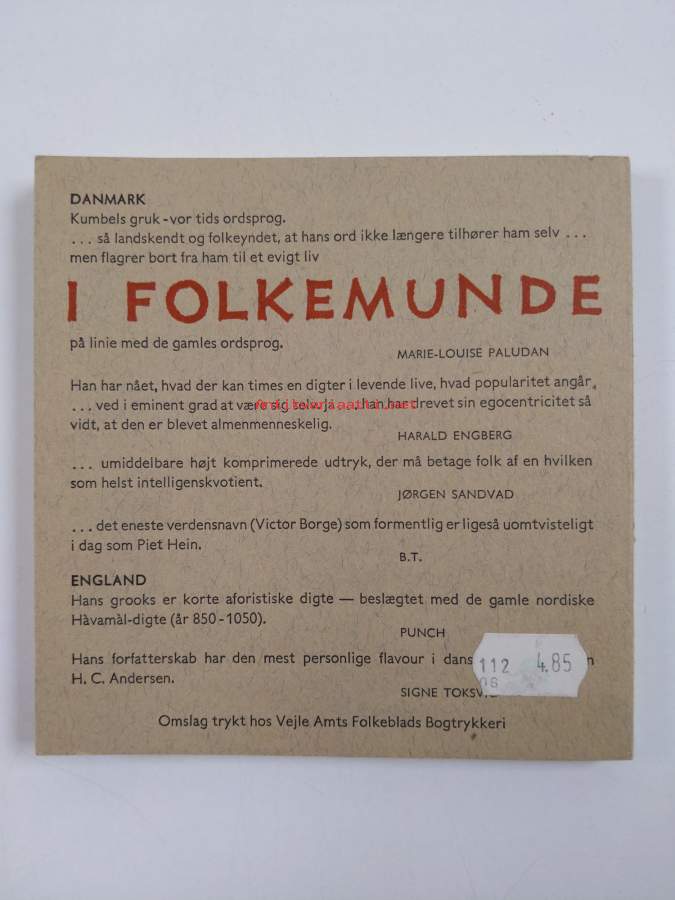 DANMARK
Kumbels gruk - vor tids ordsprog.
... så landskendt og folkeyndet, at hans ord ikke længere tilhører ham selv ...
men flagrer bort fra ham til et evigt liv
I FOLKEMUNDE
på linie med de gamles ordsprog.
MARIE-LOUISE PALUDAN
Han har nået, hvad der kan times en digter i levende live, hvad popularitet angår,
... ved i eminent grad at være sig selv han har drevet sin egocentricitet så
vidt, at den er blevet almenmenneskelig.
HARALD ENGBERG
... umiddelbare højt komprimerede udtryk, der må betage folk af en hvilken
som helst intelligenskvotient.
JØRGEN SANDVAD
... det eneste verdensnavn (Victor Borge) som formentlig er ligeså uomtvisteligt
i dag som Piet Hein.
B.T.
ENGLAND
Hans grooks er korte aforistiske digte — beslægtet med de gamle nordiske
Hàvamàl-digte (år 850-1050).
PUNCH
Hans forfatterskab har den mest personlige flavour i
H. C. Andersen.
112 4.85
06
SIGNE
Omslag trykt hos Vejle Amts Folkeblads Bogtrykkeri